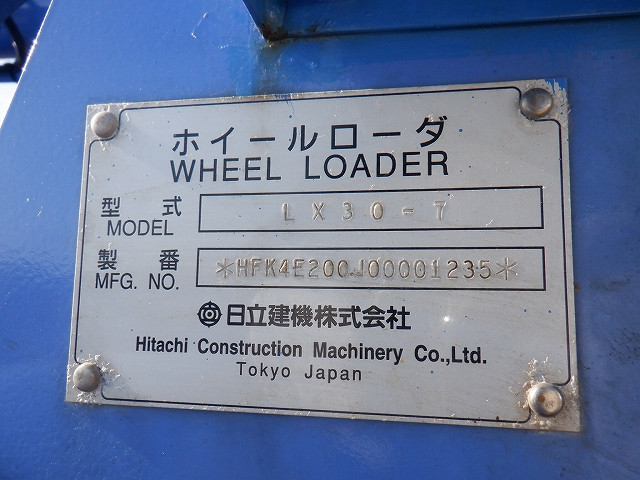 ホイールローダ
WHEEL LOADER
型式 LX30-7
MODEL
製番 *HFK4E200J00001235*
MFG. NO.
日立建機株式会社
Hitachi Construction Machinery Co.,Ltd.
Tokyo Japan